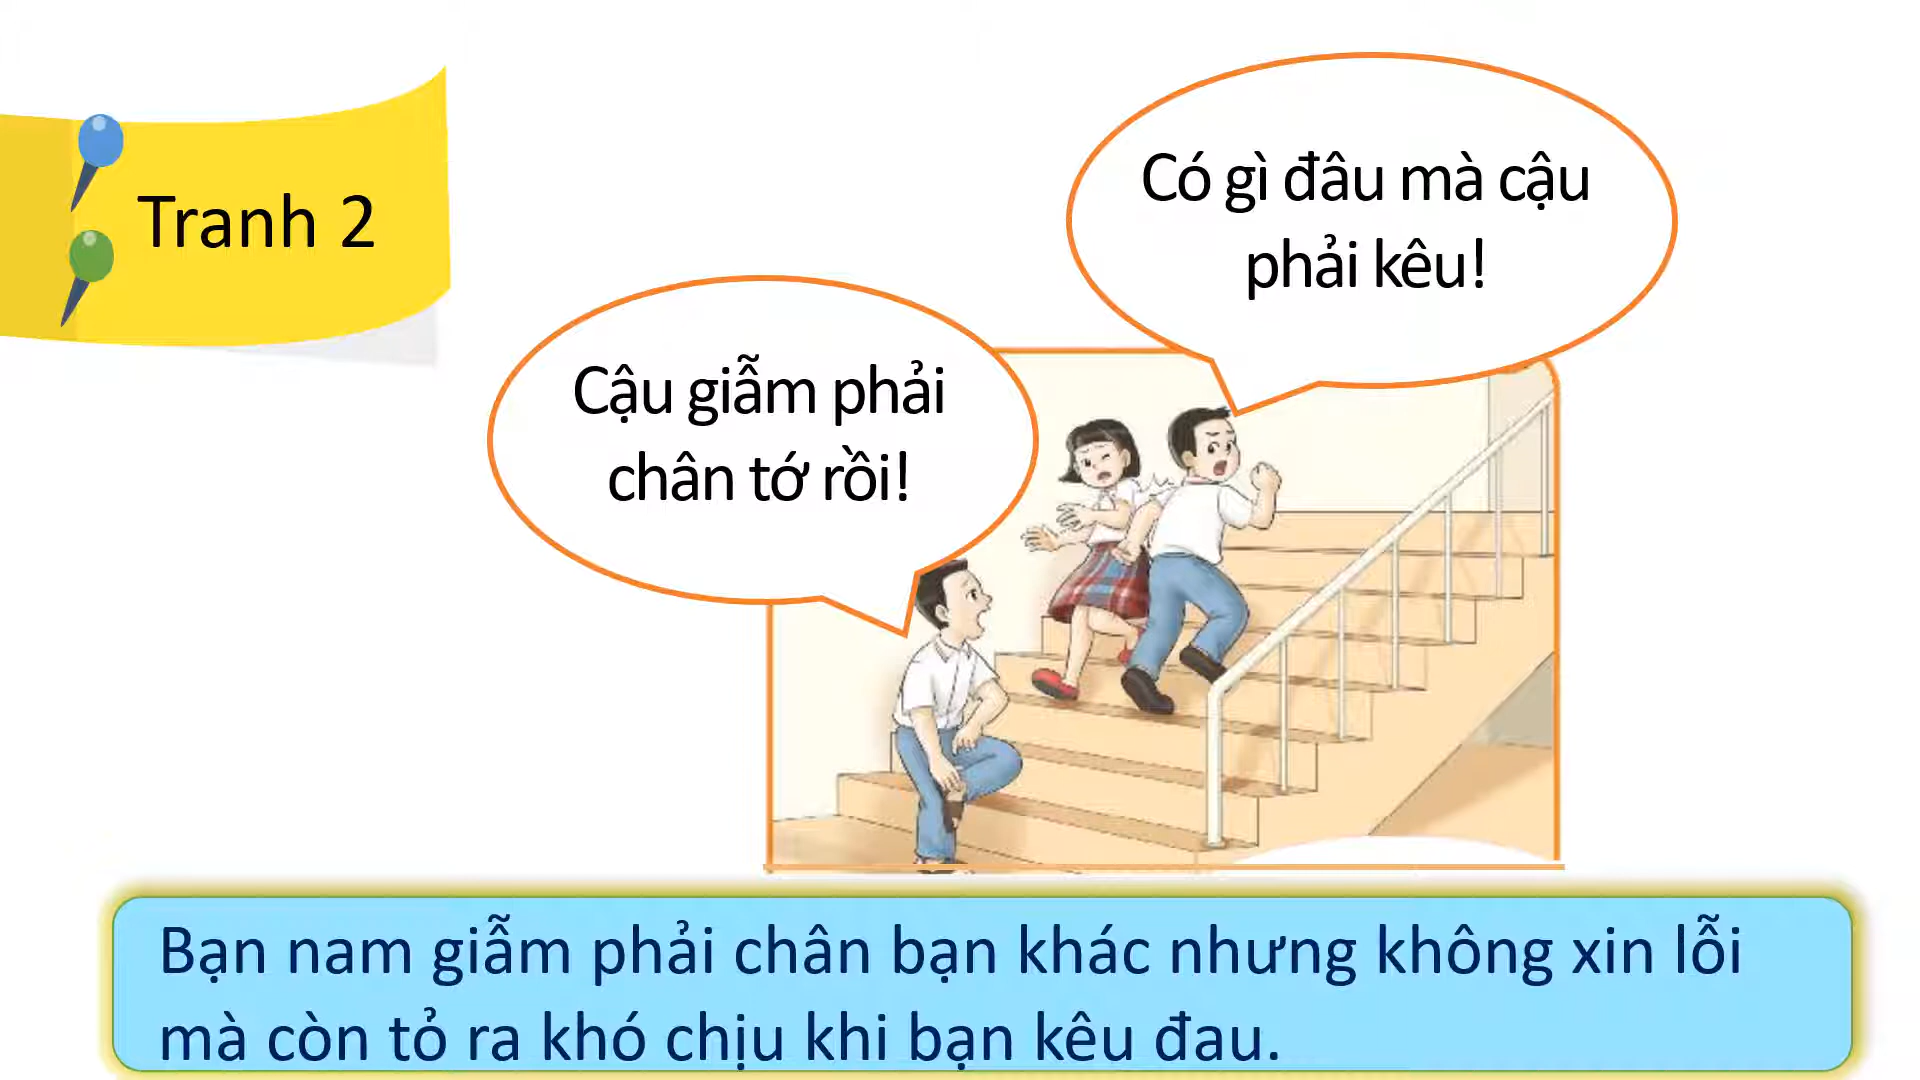 Tranh 2
Có gì đâu mà cậu
phải kêu!
Cậu giẫm phải
chân tớ rồi!
Bạn nam giẫm phải chân bạn khác nhưng không xin lỗi
mà còn tỏ ra khó chịu khi bạn kêu đau.